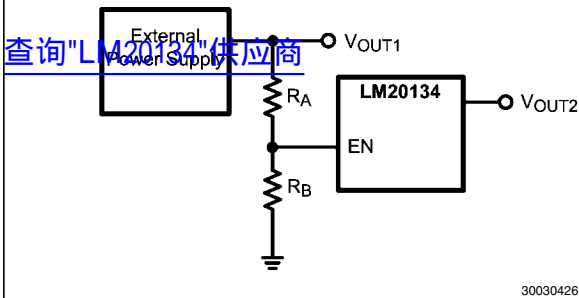 External
Power Supply
查询"LM20134"供应商
VOUT1
RA
LM20134
VOUT2
EN
RB
30030426